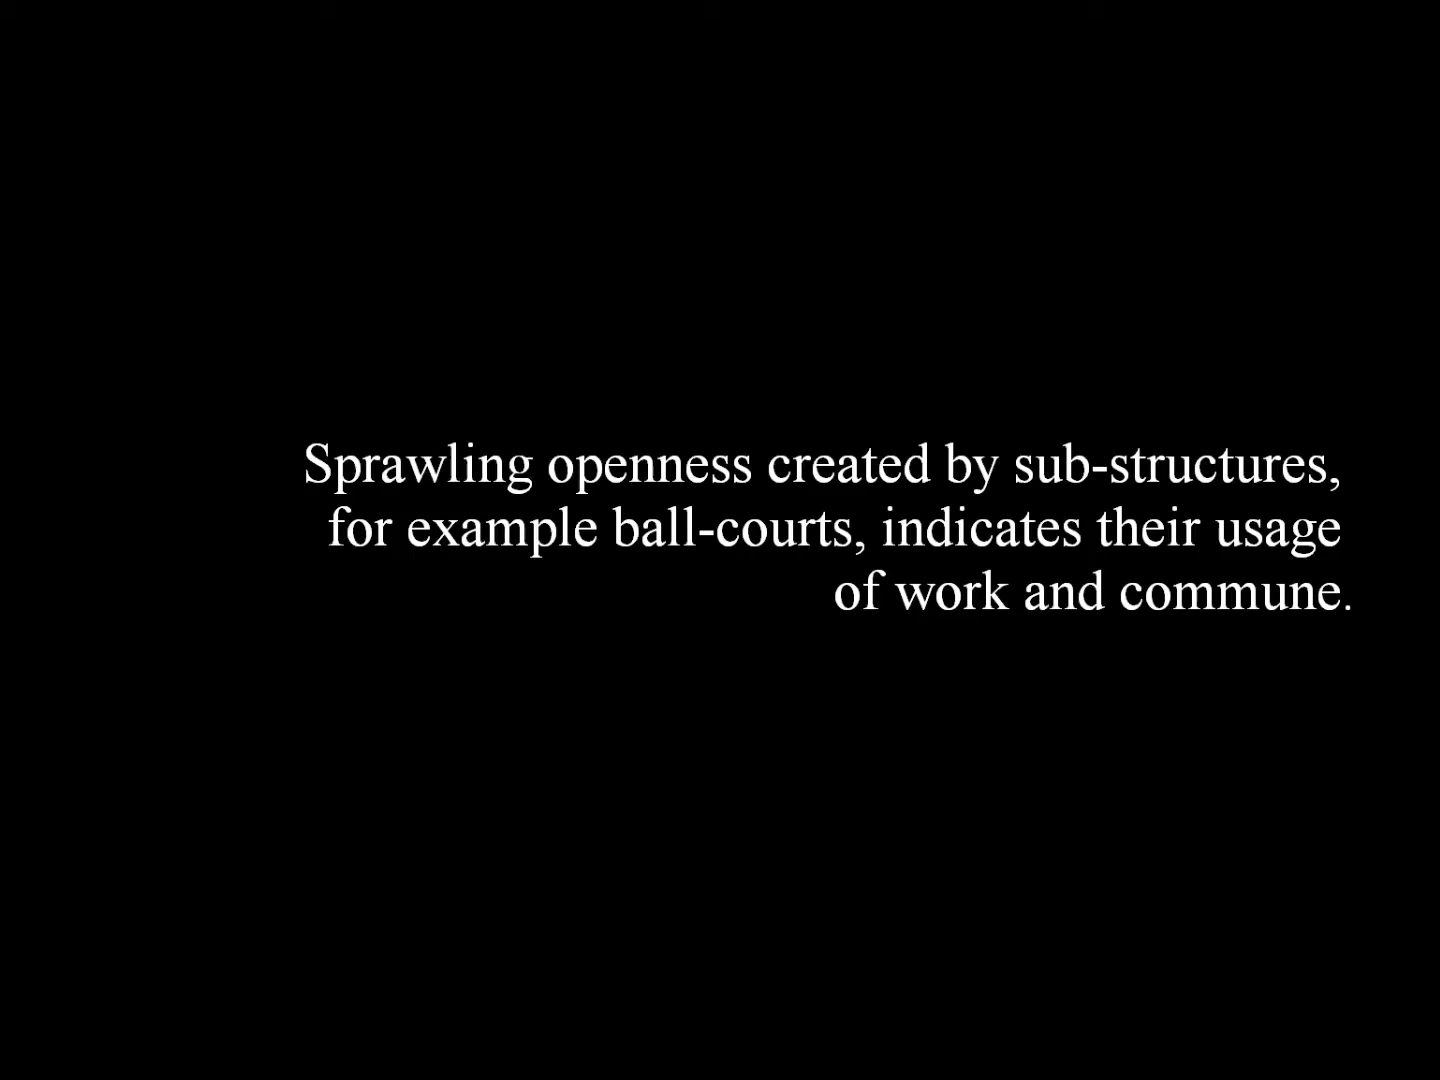 Sprawling openness created by sub-structures,
for example ball-courts, indicates their usage
of work and commune.